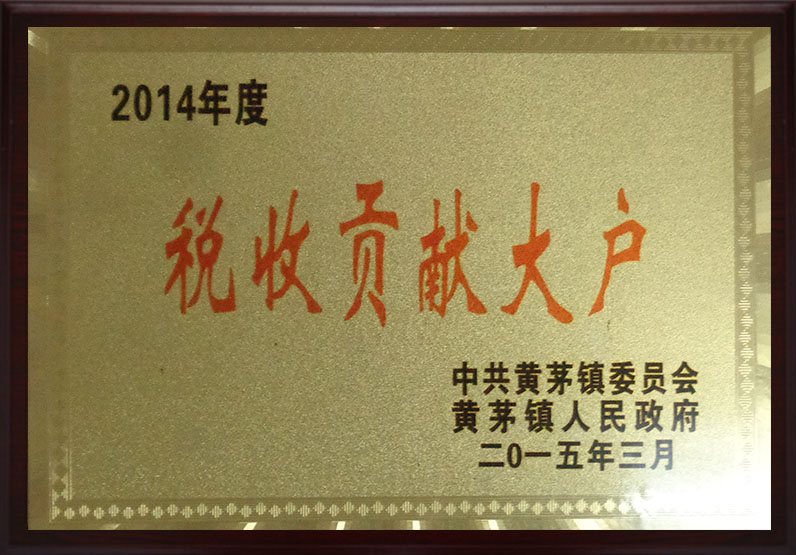 2014年度
税收贡献大户
中共黄茅镇委员会
黄茅镇人民政府
二0一五年三月